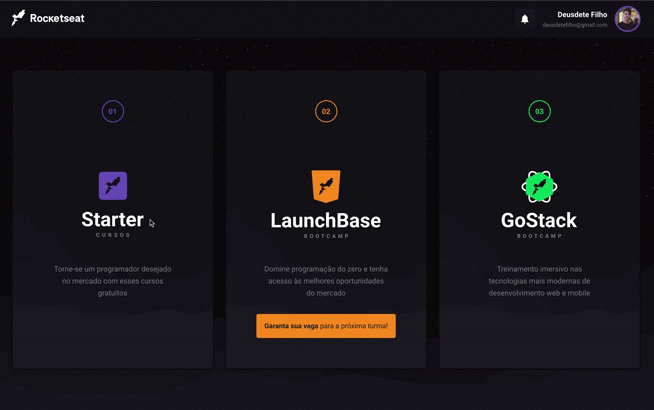 Rocketseat
Deusdete Filho
deusdetefilho@gmail.com
01
Starter
CURSOS
Torne-se um programador desejado
no mercado com esses cursos
gratuitos
02
LaunchBase
BOOTCAMP
Domine programação do zero e tenha
acesso às melhores oportunidades
do mercado
Garanta sua vaga para a próxima turma!
03
GoStack
BOOTCAMP
Treinamento imersivo nas
tecnologias mais modernas de
desenvolvimento web e mobile